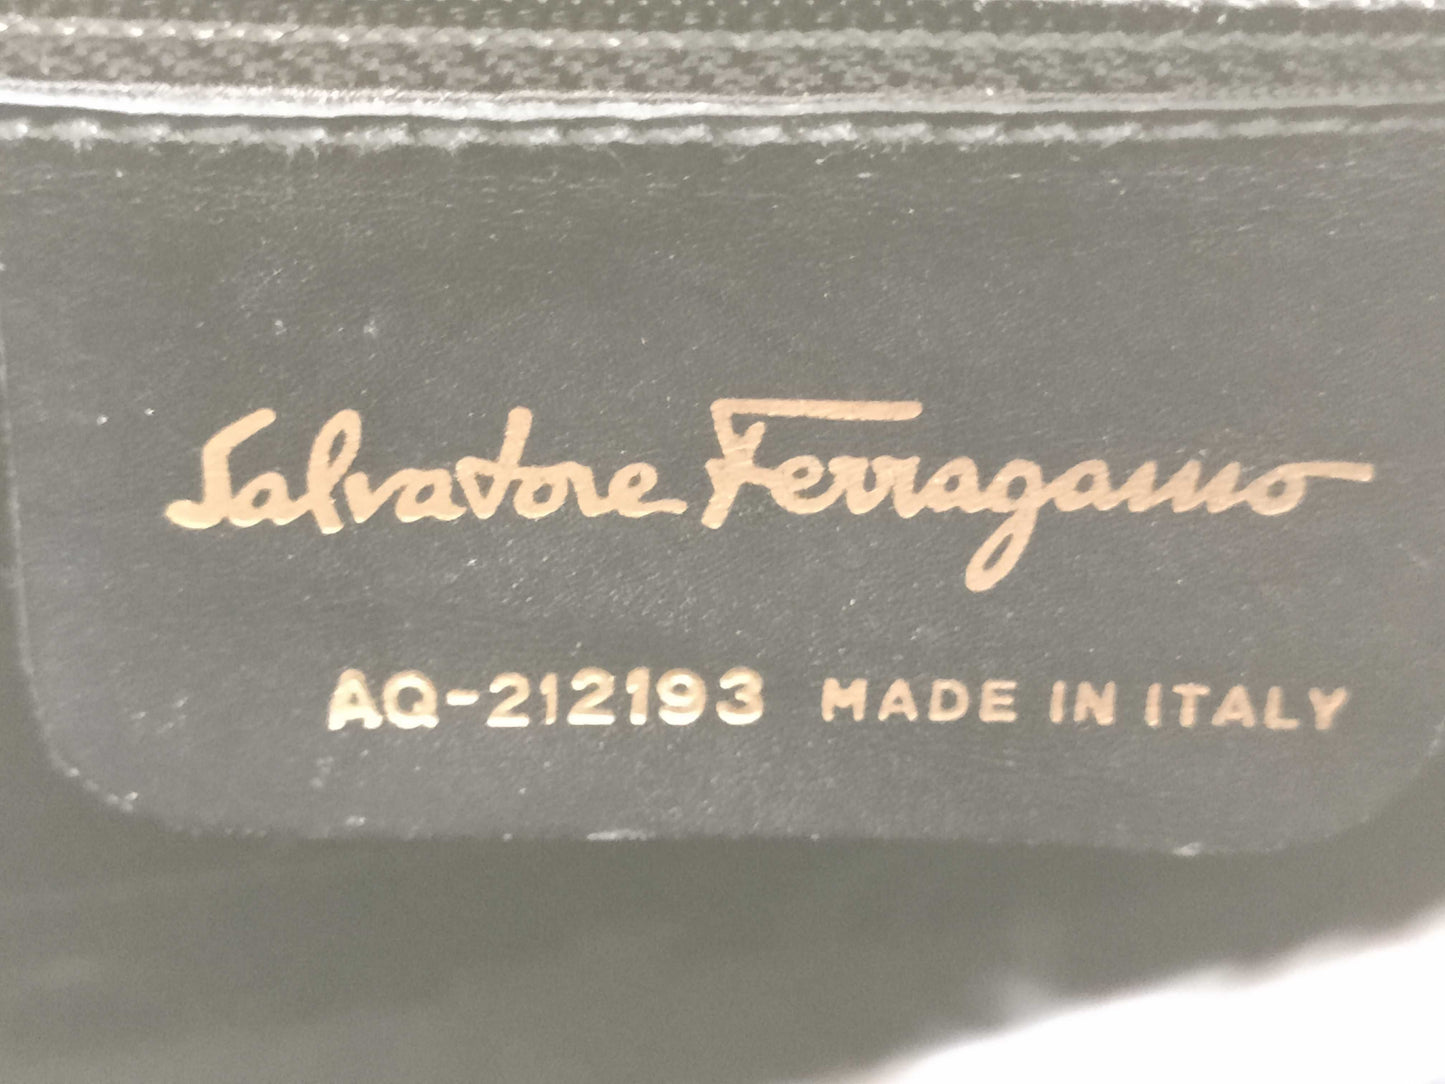 Salvatore Ferragamo
AQ-212193 MADE IN ITALY